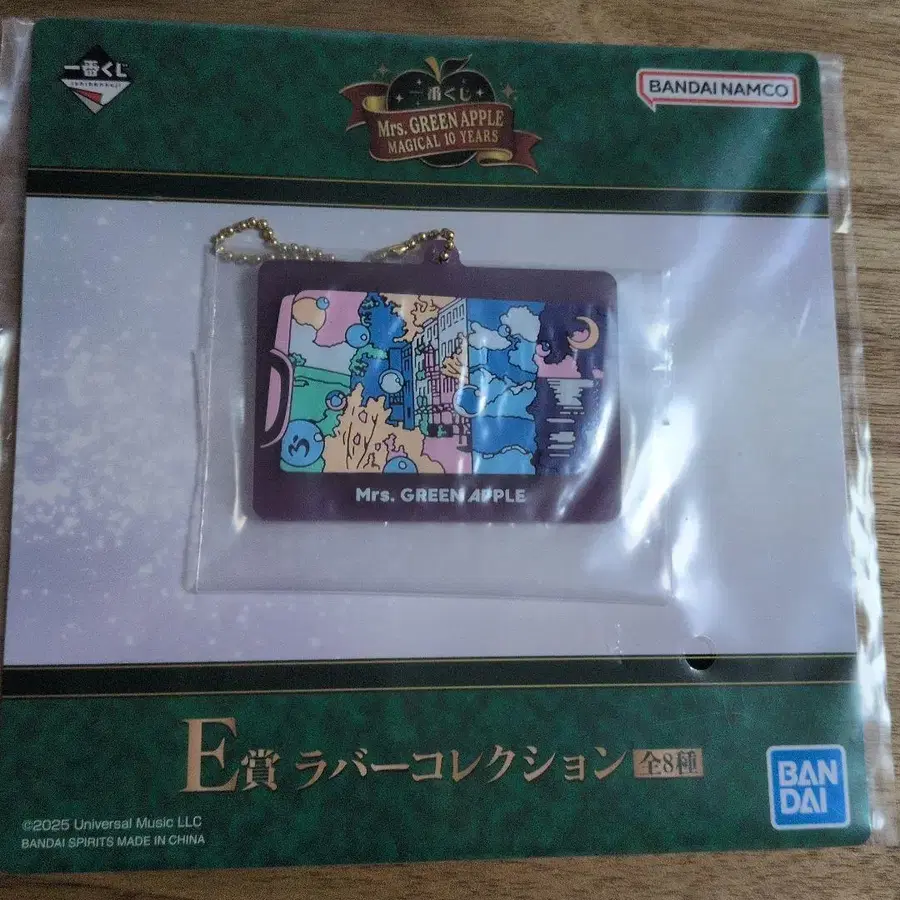 一番くじ
BANDAI NAMCO
一番くじ
Mrs. GREEN APPLE
MAGICAL 10 YEARS
Mrs. GREEN APPLE
E賞 ラバーコレクション 全8種
©2025 Universal Music LLC
BANDAI SPIRITS MADE IN CHINA
BAN
DAI